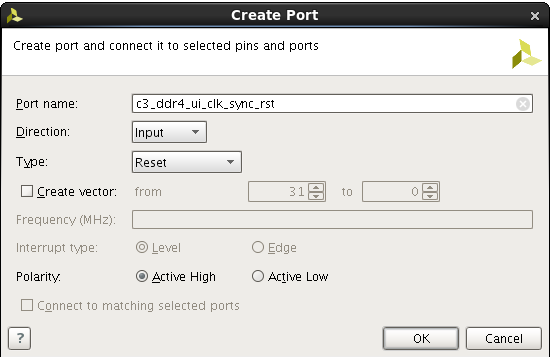 Create Port
Create port and connect it to selected pins and ports
Port name: c3_ddr4_ui_clk_sync_rst
Direction: Input
Type: Reset
Create vector: from 31 to 0
Frequency (MHz):
Interrupt type: Level Edge
Polarity: Active High Active Low
Connect to matching selected ports
? OK Cancel